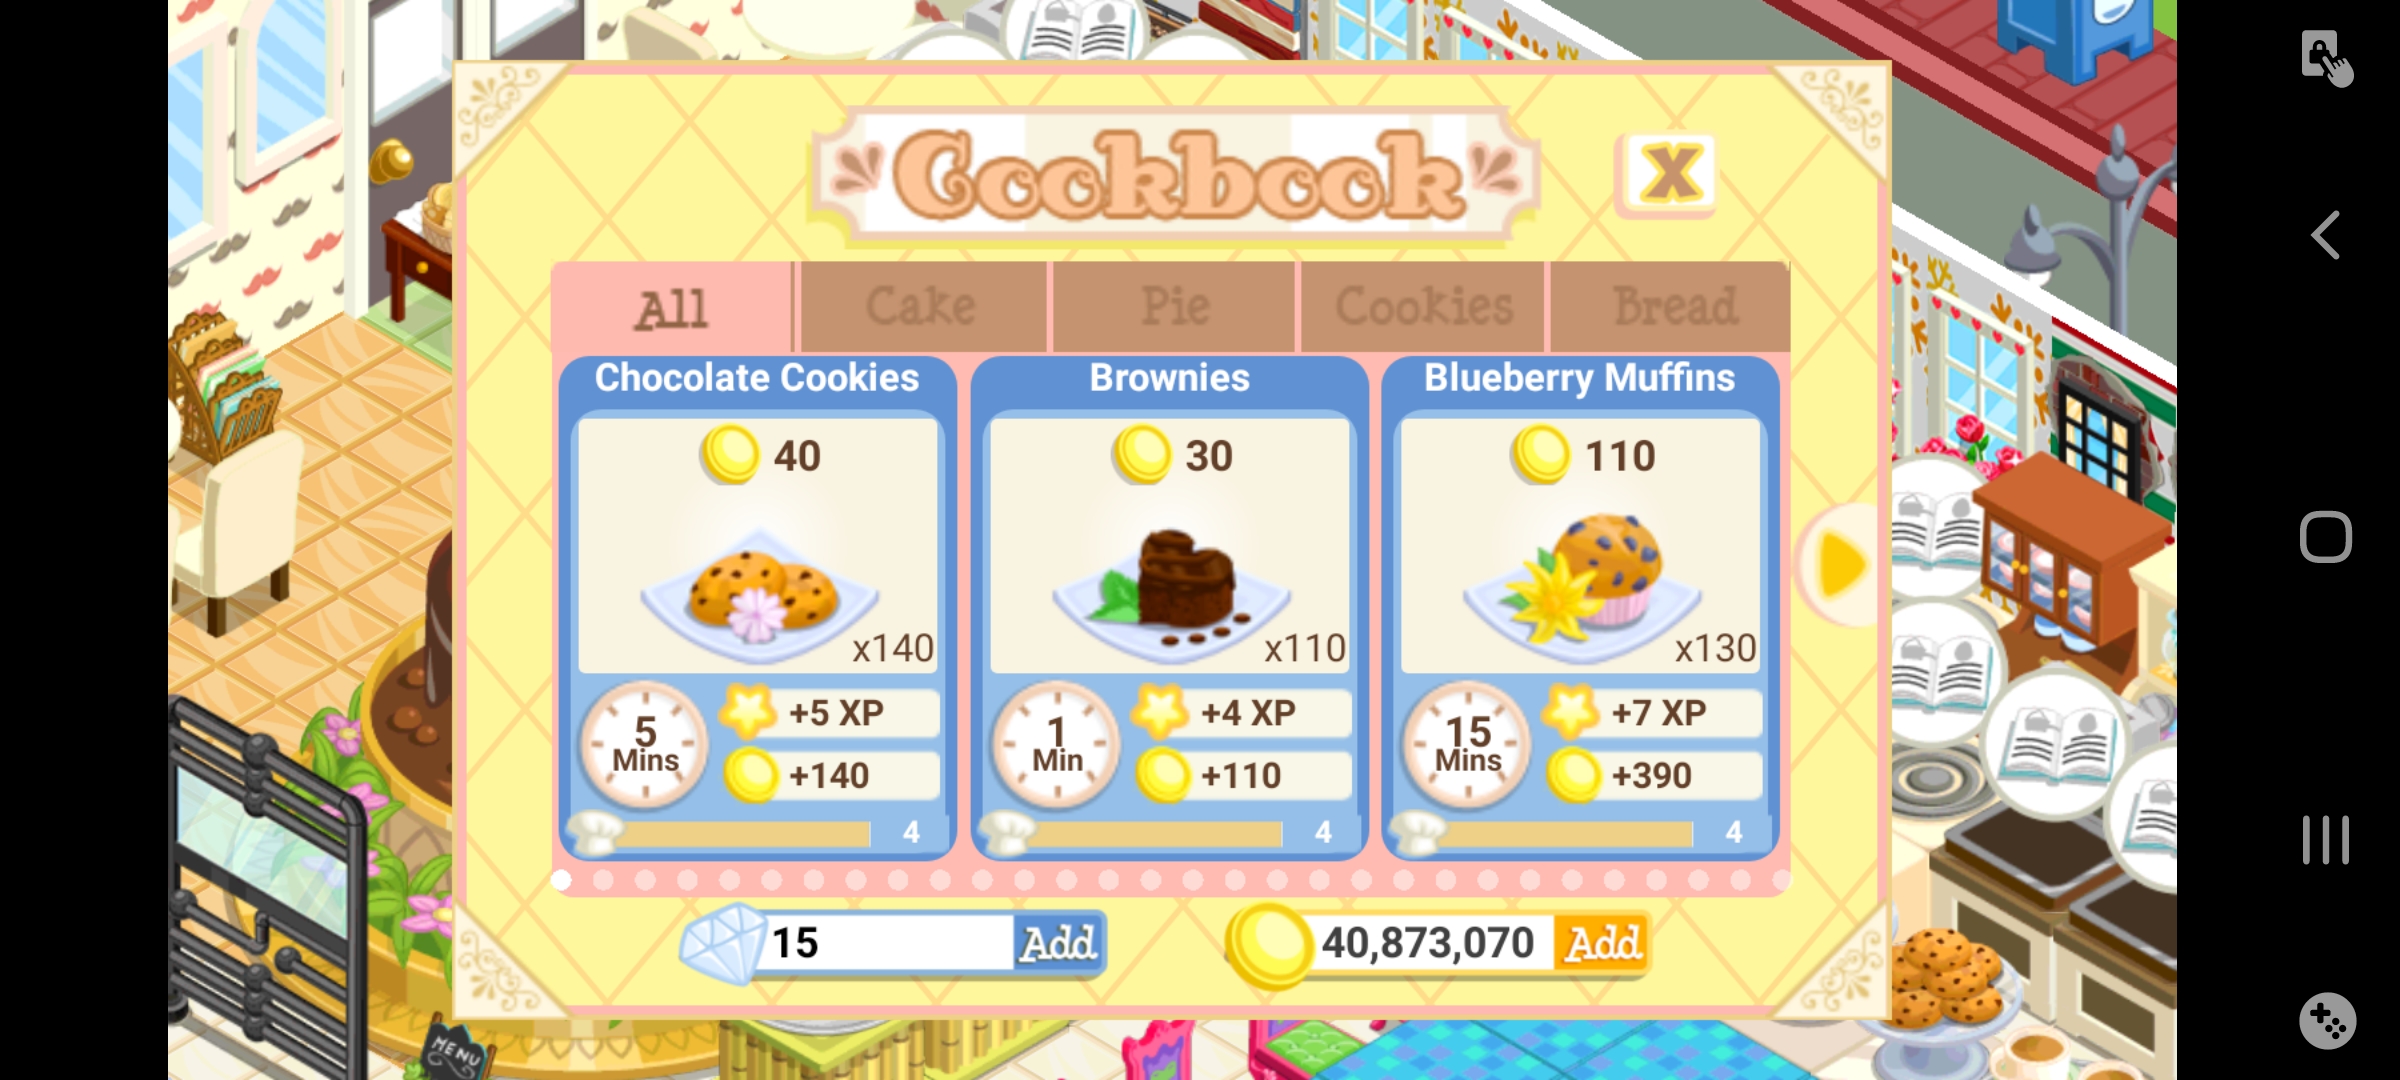 Cookbook
X
All
Cake
Pie
Cookies
Bread
Chocolate Cookies
40
x140
5
Mins
+5 XP
+140
4
Brownies
30
x110
1
Min
+4 XP
+110
4
Blueberry Muffins
110
x130
15
Mins
+7 XP
+390
4
15
Add
40,873,070
Add
MENU